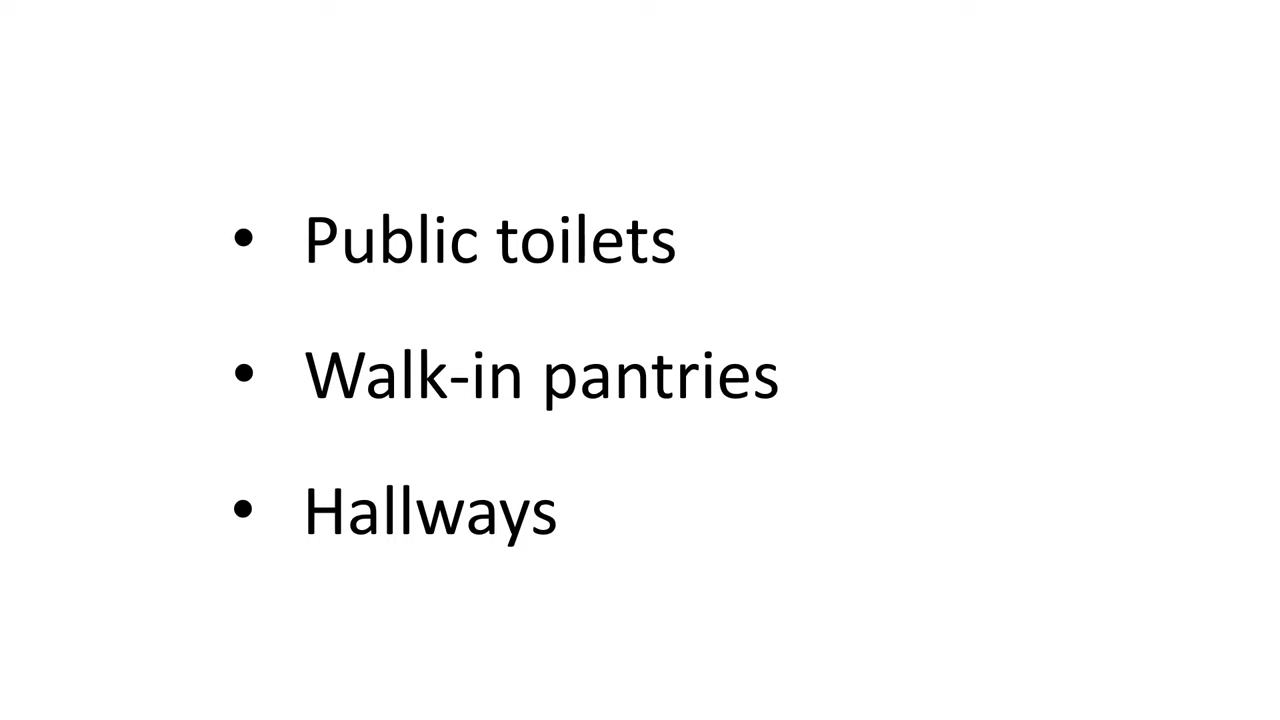 • Public toilets
• Walk-in pantries
• Hallways